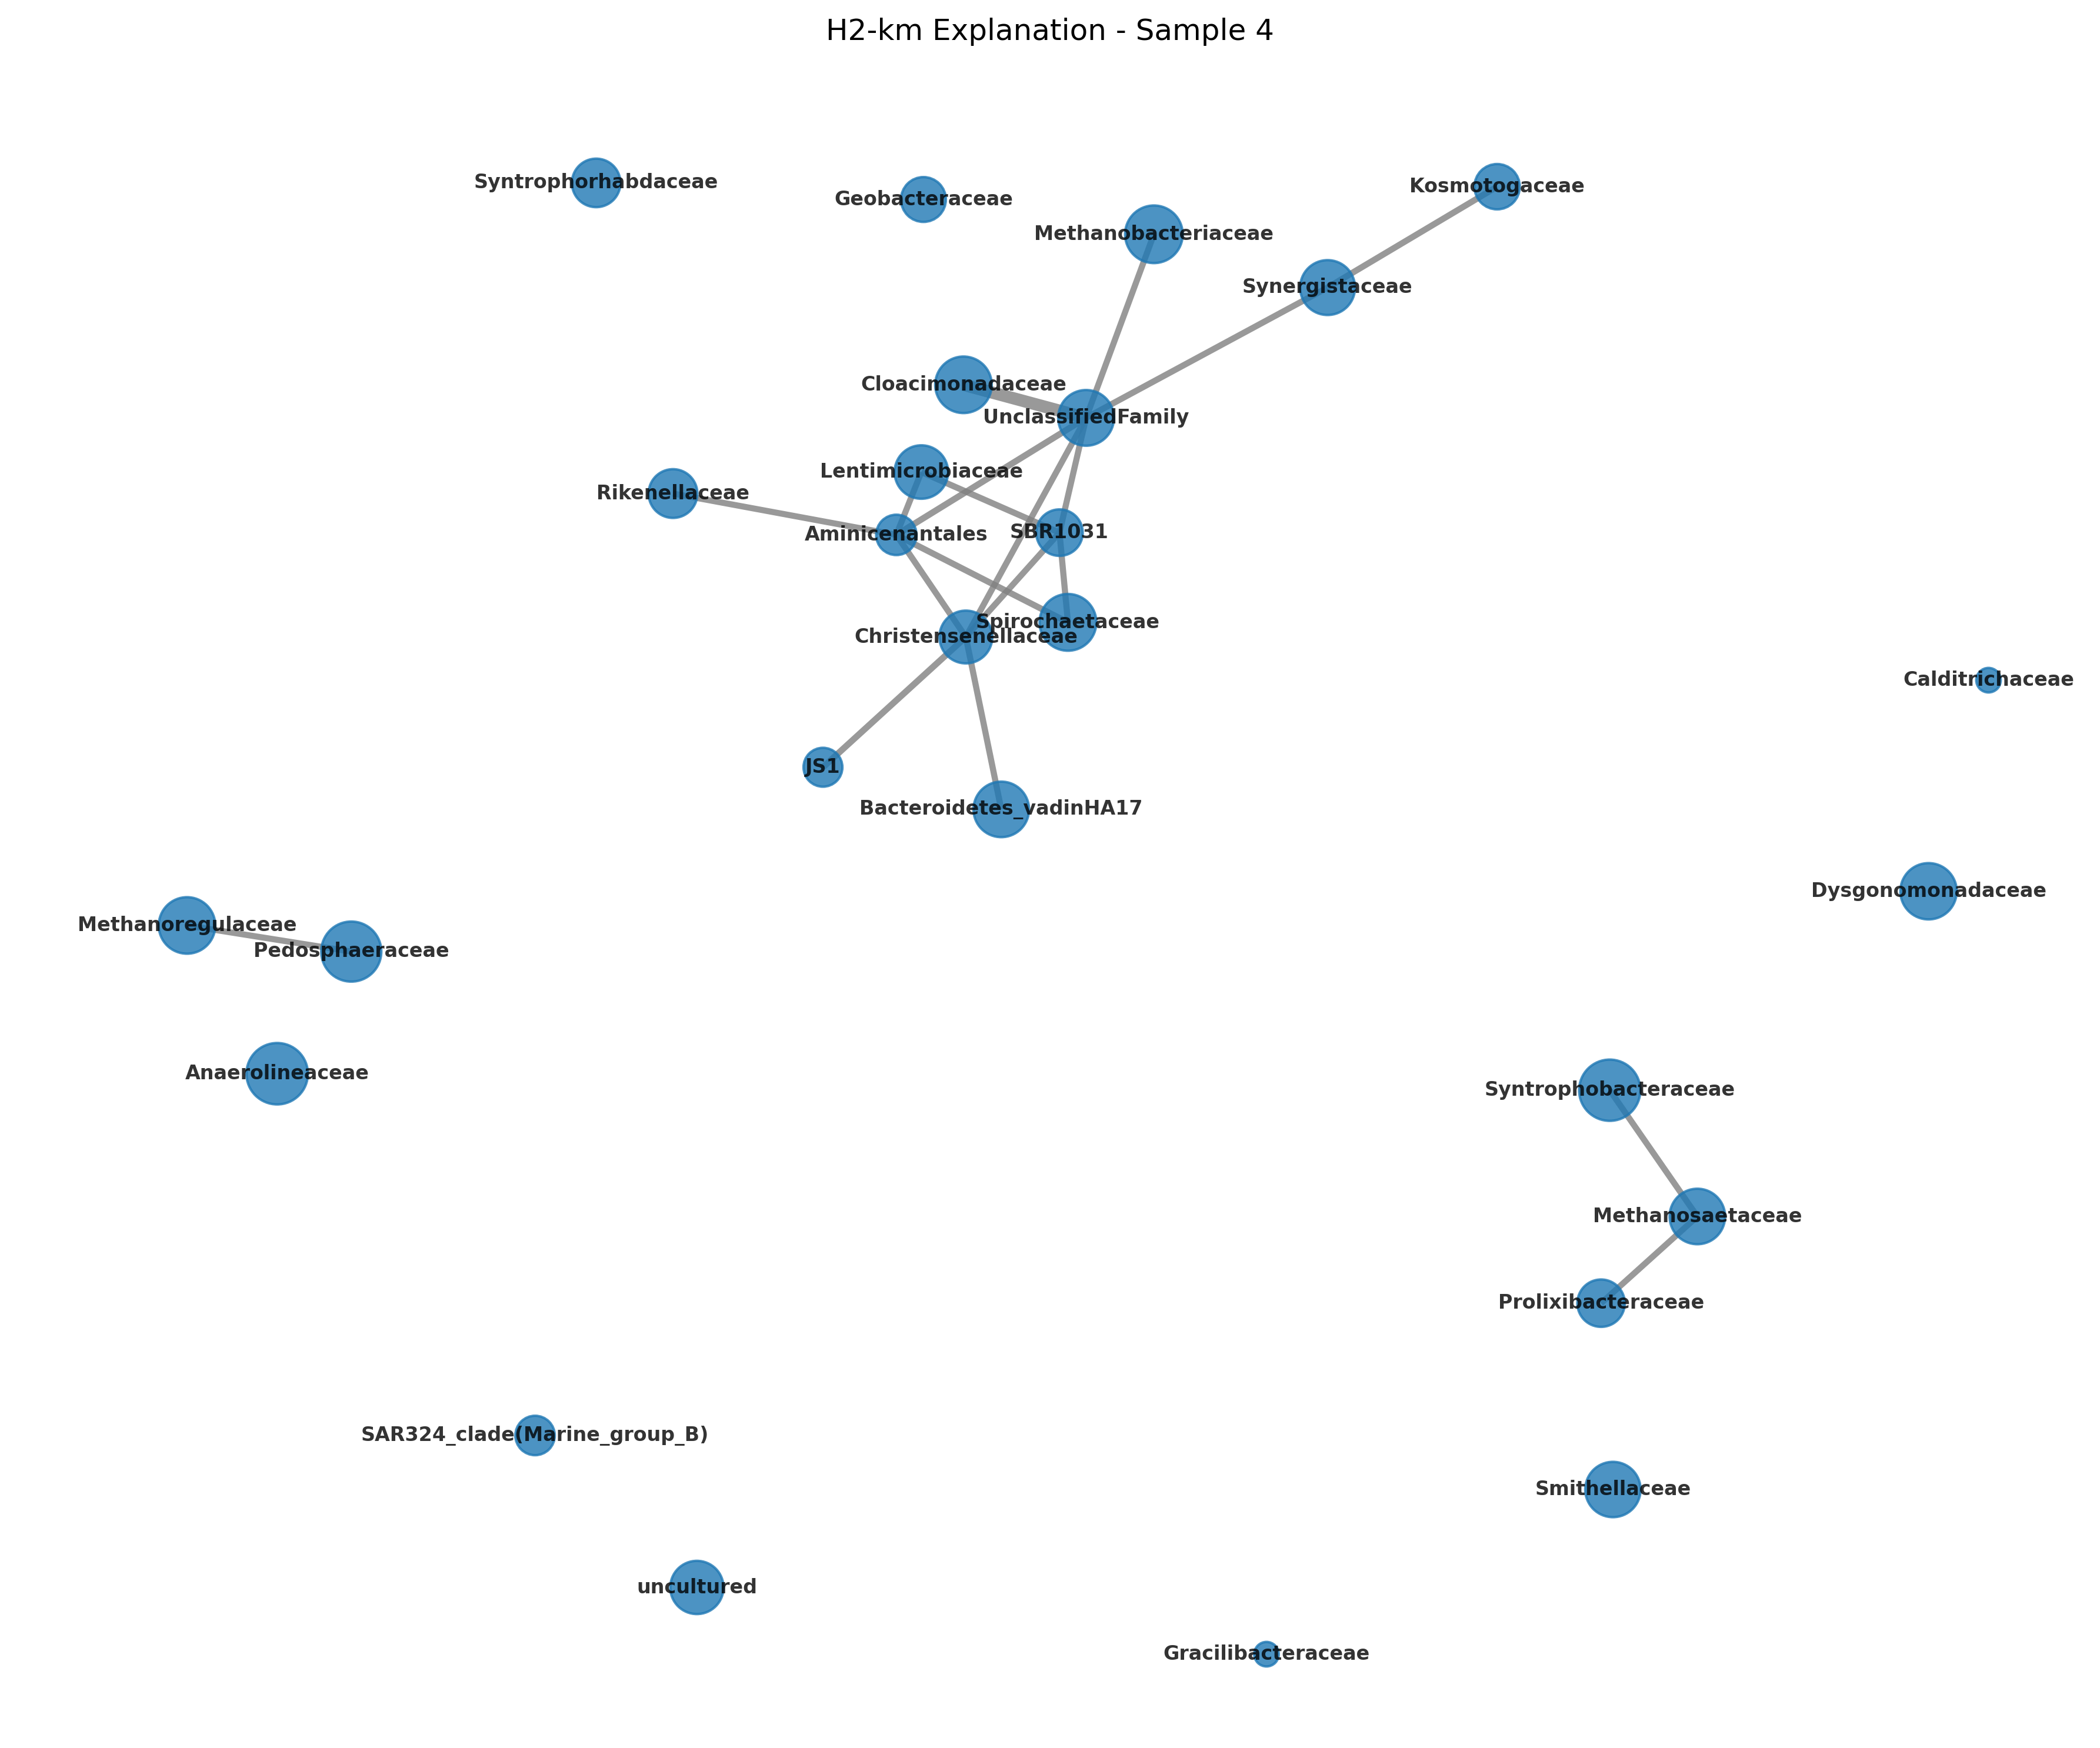 H2-km Explanation - Sample 4
Syntrophorhabdaceae
Geobacteraceae
Kosmotogaceae
Methanobacteriaceae
Synergistaceae
Cloacimonadaceae
UnclassifiedFamily
Lentimicrobiaceae
Rikenellaceae
Aminicenantales
SBR1031
Spirochaetaceae
Christensenellaceae
Calditrichaceae
JS1
Bacteroidetes_vadinHA17
Dysgonomonadaceae
Methanoregulaceae
Pedosphaeraceae
Anaerolineaceae
Syntrophobacteraceae
Methanosaetaceae
Prolixibacteraceae
SAR324_clade(Marine_group_B)
Smithellaceae
uncultured
Gracilibacteraceae